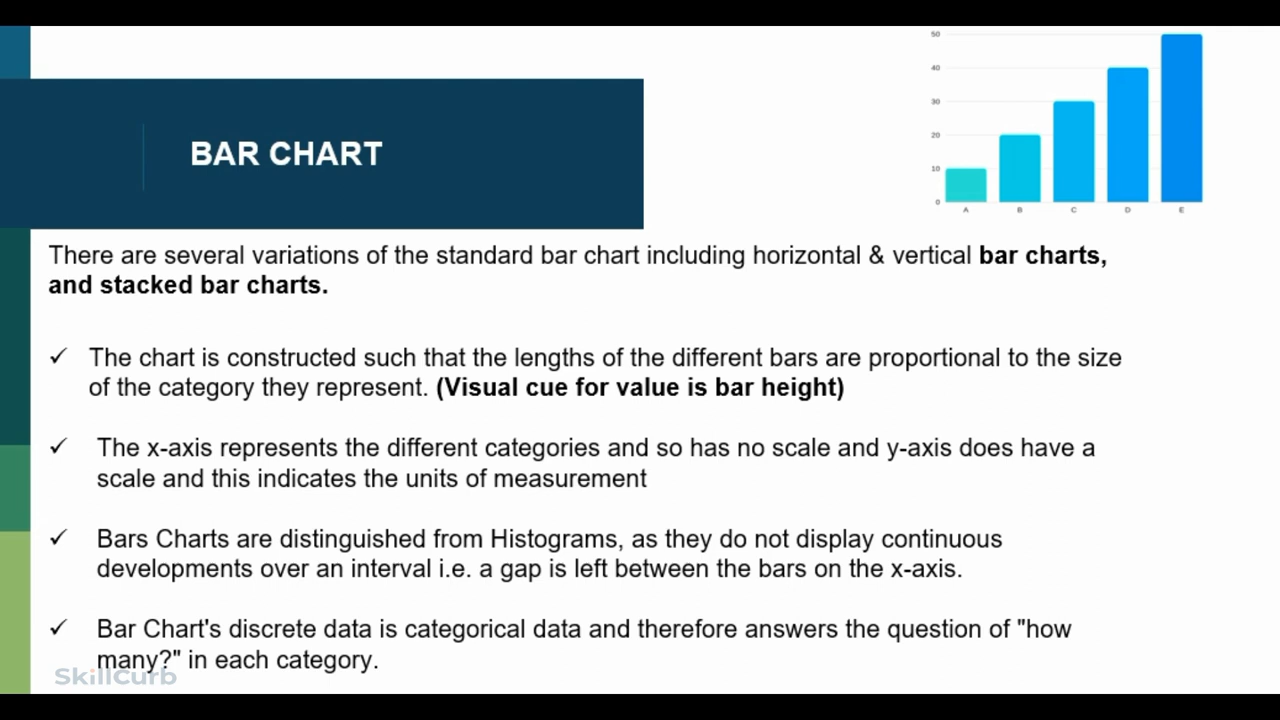 50
40
30
20
10
0
A B C D E
BAR CHART
There are several variations of the standard bar chart including horizontal & vertical bar charts,
and stacked bar charts.
✓ The chart is constructed such that the lengths of the different bars are proportional to the size
of the category they represent. (Visual cue for value is bar height)
✓ The x-axis represents the different categories and so has no scale and y-axis does have a
scale and this indicates the units of measurement
✓ Bars Charts are distinguished from Histograms, as they do not display continuous
developments over an interval i.e. a gap is left between the bars on the x-axis.
✓ Bar Chart's discrete data is categorical data and therefore answers the question of "how
many?" in each category.
SkillCurb